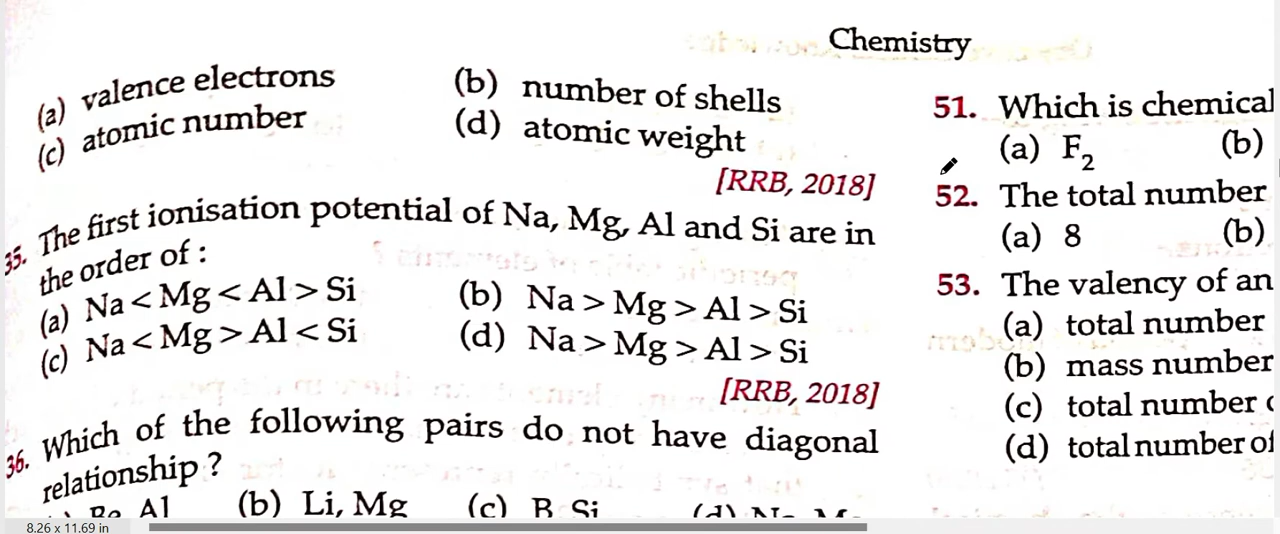 Chemistry
(a) valence electrons (b) number of shells
(c) atomic number (d) atomic weight
[RRB, 2018]
35. The first ionisation potential of Na, Mg, Al and Si are in
the order of :
(a) Na < Mg < Al > Si (b) Na > Mg > Al > Si
(c) Na < Mg > Al < Si (d) Na > Mg > Al > Si
[RRB, 2018]
36. Which of the following pairs do not have diagonal
relationship ?
Al (b) Li, Mg (c) B, Si
51. Which is chemical
(a) F₂ (b)
52. The total number
(a) 8 (b)
53. The valency of an
(a) total number
(b) mass number
(c) total number
(d) total number of
8.26 x 11.69 in